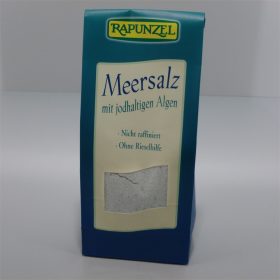 RAPUNZEL
Meersalz
mit jodhaltigen Algen
· Nicht raffiniert
· Ohne Rieselhilfe